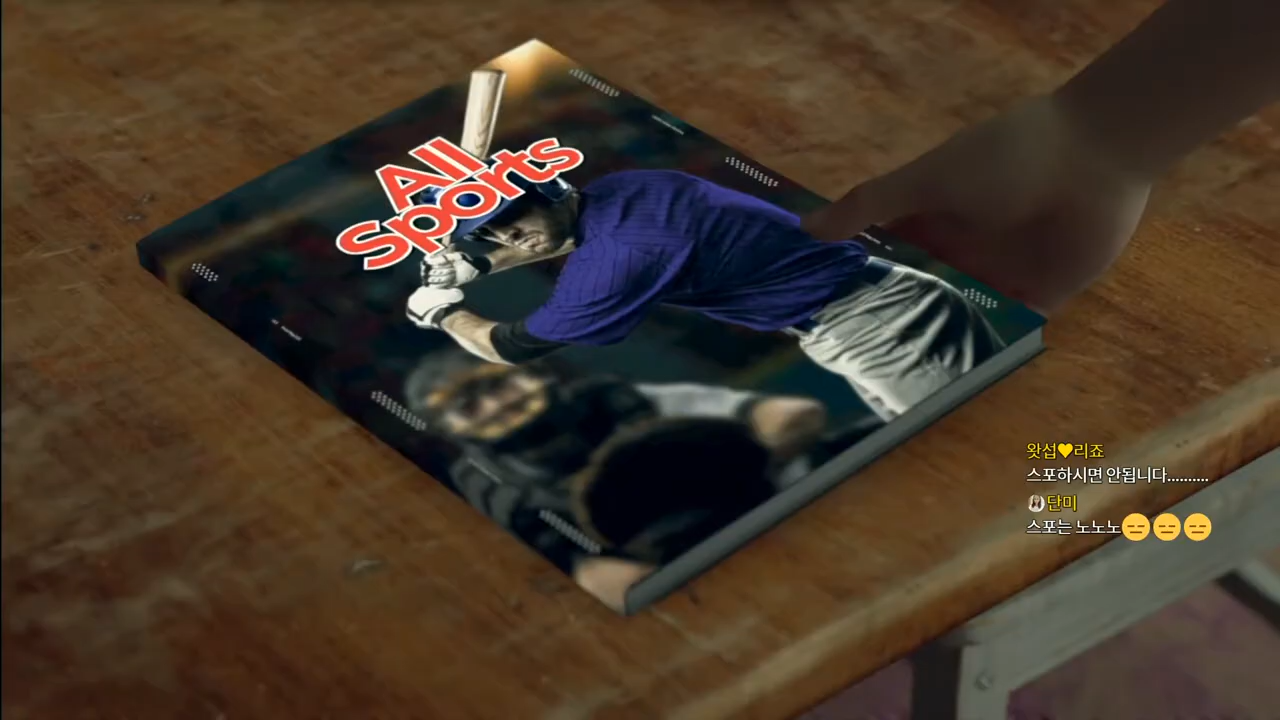 All
Sports
왓섭💛리죠
스포하시면 안됩니다..........
단미
스포는 노노노😑😑😑